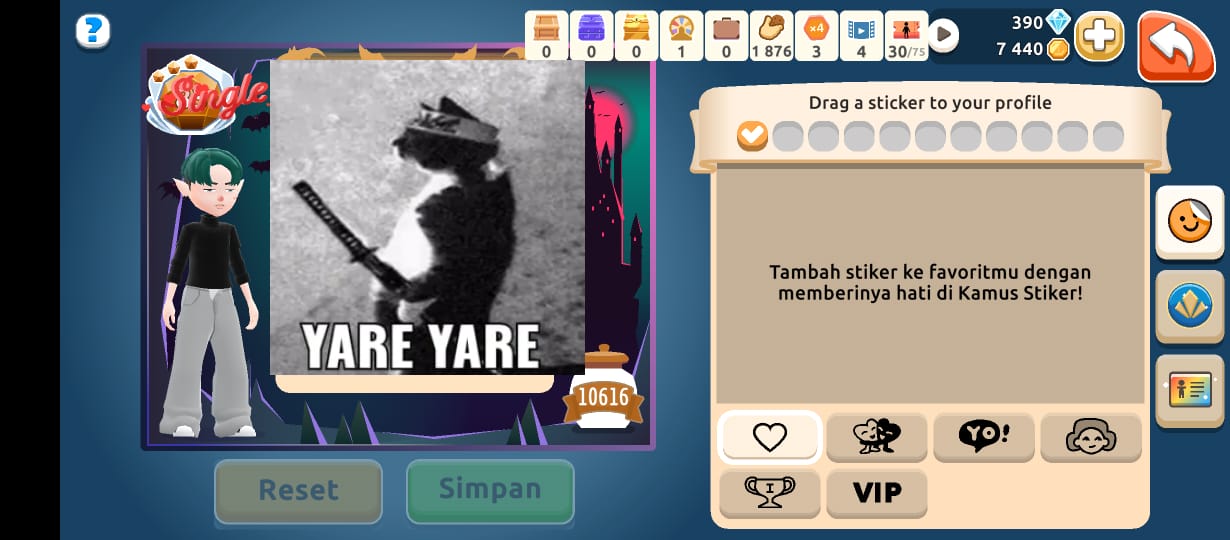 ?
0
0
0
1
0
1 876
x4
3
4
30/75
390
7 440
Single
YARE YARE
10616
Reset
Simpan
Drag a sticker to your profile
Tambah stiker ke favoritmu dengan
memberinya hati di Kamus Stiker!
YO!
I
VIP